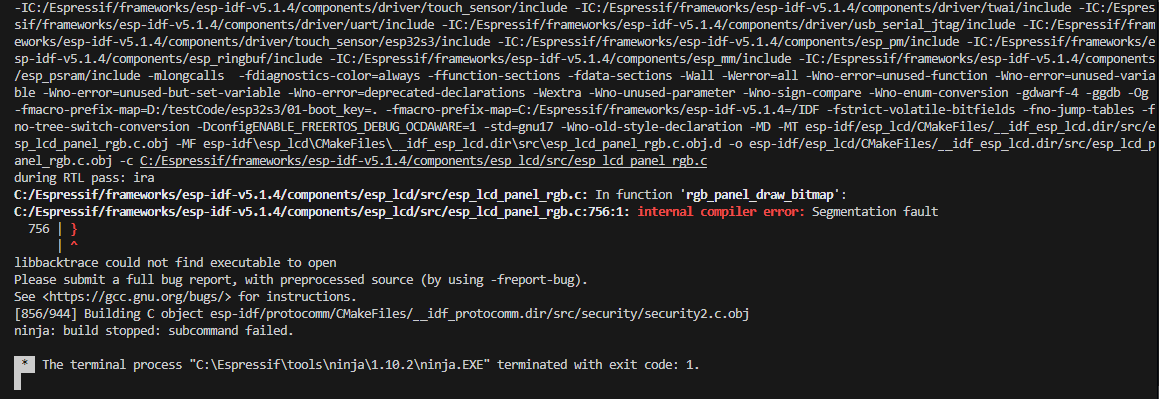 -IC:/Espressif/frameworks/esp-idf-v5.1.4/components/driver/touch_sensor/include -IC:/Espressif/frameworks/esp-idf-v5.1.4/components/driver/twai/include -IC:/Espres
sif/frameworks/esp-idf-v5.1.4/components/driver/uart/include -IC:/Espressif/frameworks/esp-idf-v5.1.4/components/driver/usb_serial_jtag/include -IC:/Espressif/fram
eworks/esp-idf-v5.1.4/components/driver/touch_sensor/esp32s3/include -IC:/Espressif/frameworks/esp-idf-v5.1.4/components/esp_pm/include -IC:/Espressif/frameworks/e
sp-idf-v5.1.4/components/esp_ringbuf/include -IC:/Espressif/frameworks/esp-idf-v5.1.4/components/esp_mm/include -IC:/Espressif/frameworks/esp-idf-v5.1.4/components
/esp_psram/include -mlongcalls  -fdiagnostics-color=always -ffunction-sections -fdata-sections -Wall -Werror=all -Wno-error=unused-function -Wno-error=unused-varia
ble -Wno-error=unused-but-set-variable -Wno-error=deprecated-declarations -Wextra -Wno-unused-parameter -Wno-sign-compare -Wno-enum-conversion -gdwarf-4 -ggdb -Og
-fmacro-prefix-map=D:/testCode/esp32s3/01-boot_key=. -fmacro-prefix-map=C:/Espressif/frameworks/esp-idf-v5.1.4=/IDF -fstrict-volatile-bitfields -fno-jump-tables -f
no-tree-switch-conversion -DconfigENABLE_FREERTOS_DEBUG_OCDAWARE=1 -std=gnu17 -Wno-old-style-declaration -MD -MT esp-idf/esp_lcd/CMakeFiles/__idf_esp_lcd.dir/src/e
sp_lcd_panel_rgb.c.obj -MF esp-idf\esp_lcd\CMakeFiles\__idf_esp_lcd.dir\src\esp_lcd_panel_rgb.c.obj.d -o esp-idf/esp_lcd/CMakeFiles/__idf_esp_lcd.dir/src/esp_lcd_p
anel_rgb.c.obj -c C:/Espressif/frameworks/esp-idf-v5.1.4/components/esp_lcd/src/esp_lcd_panel_rgb.c
during RTL pass: ira
C:/Espressif/frameworks/esp-idf-v5.1.4/components/esp_lcd/src/esp_lcd_panel_rgb.c: In function 'rgb_panel_draw_bitmap':
C:/Espressif/frameworks/esp-idf-v5.1.4/components/esp_lcd/src/esp_lcd_panel_rgb.c:756:1: internal compiler error: Segmentation fault
756 | }
| ^
libbacktrace could not find executable to open
Please submit a full bug report, with preprocessed source (by using -freport-bug).
See <https://gcc.gnu.org/bugs/> for instructions.
[856/944] Building C object esp-idf/protocomm/CMakeFiles/__idf_protocomm.dir/src/security/security2.c.obj
ninja: build stopped: subcommand failed.
* The terminal process "C:\Espressif\tools\ninja\1.10.2\ninja.EXE" terminated with exit code: 1.